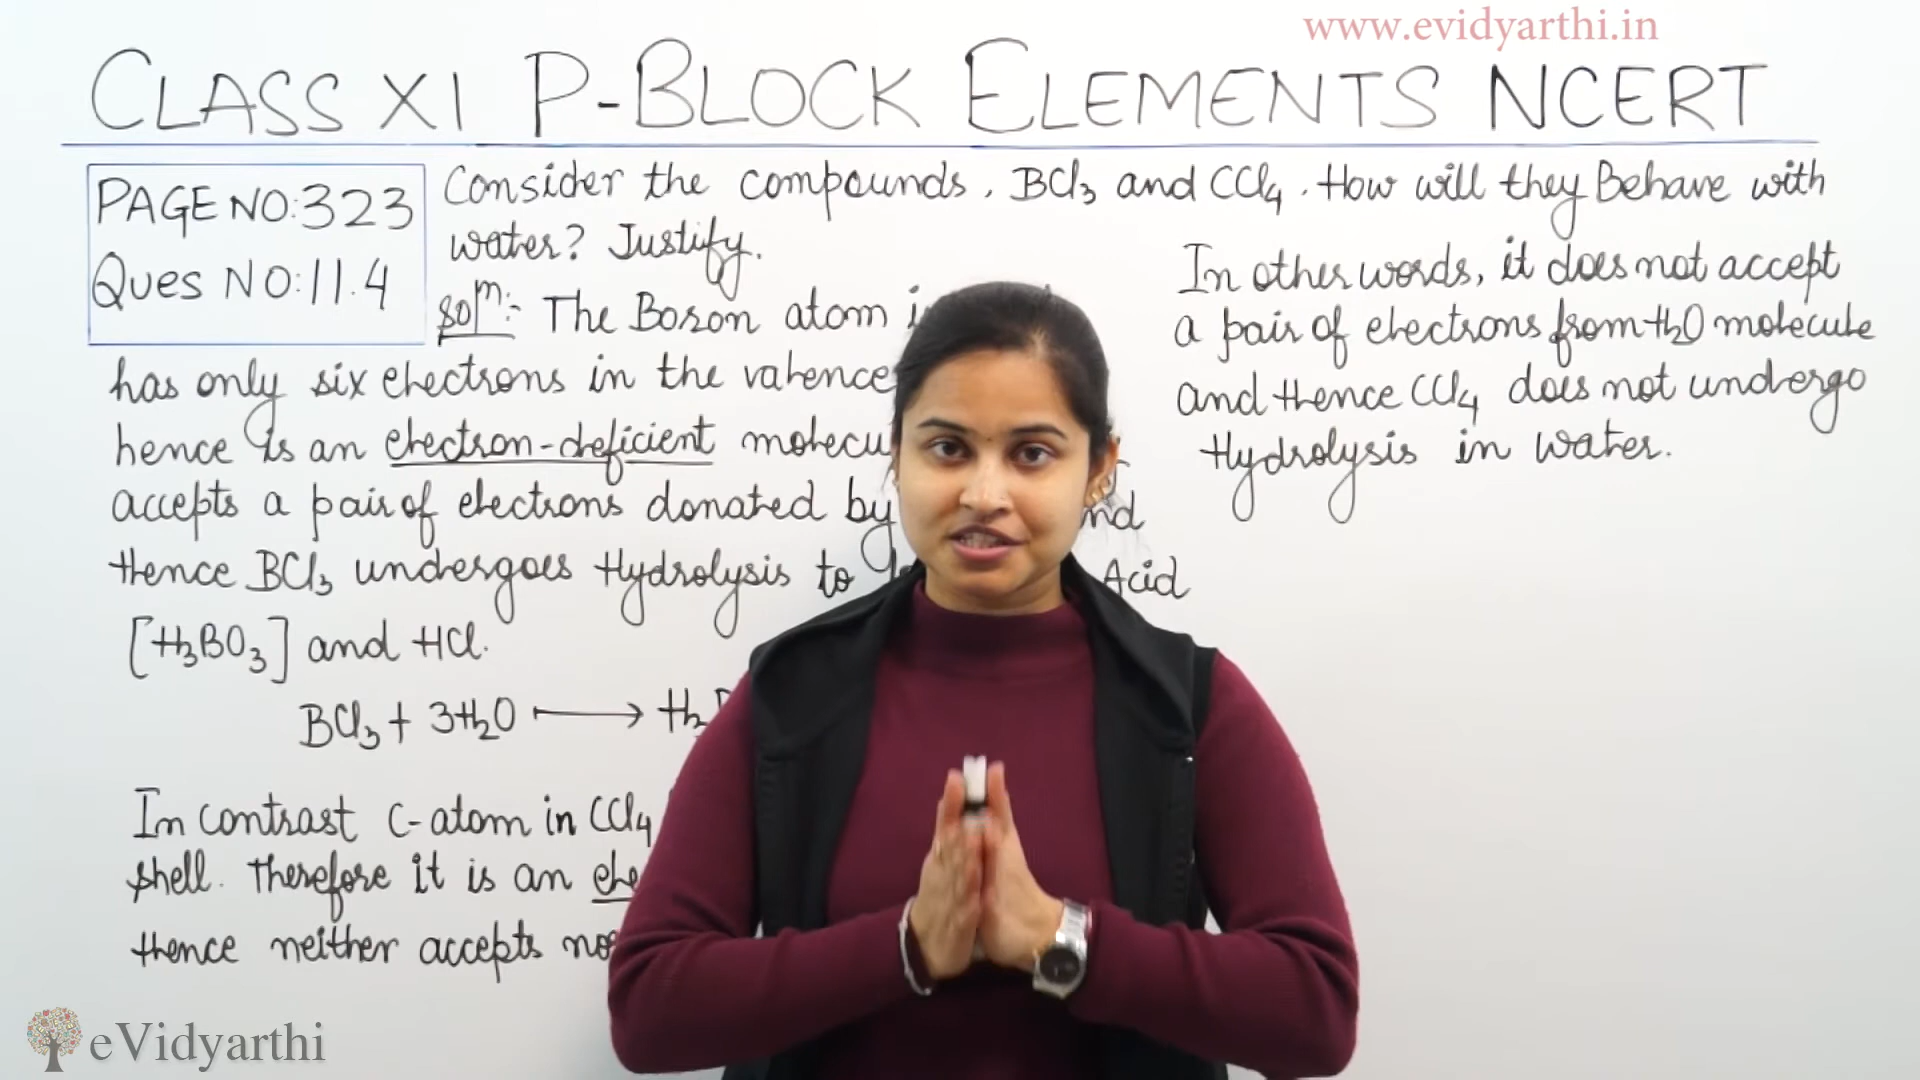 www.evidyarthi.in
CLASS XI P-BLOCK ELEMENTS NCERT
PAGE NO:323
Ques NO:11.4
Consider the compounds, BCl3 and CCl4. How will they Behave with
water? Justify.
Soln:- The Boron atom
has only six electrons in the valence
hence is an electron-deficient
accepts a pair of electrons donated by
Hence BCl3 undergoes Hydrolysis to Acid
[H3BO3] and HCl.
BCl3 + 3H2O ⟶
In contrast C-atom in CCl4
shell. Therefore it is an
Hence neither accepts
In other words, it does not accept
a pair of electrons from H2O molecule
and Hence CCl4 does not undergo
Hydrolysis in water.
eVidyarthi